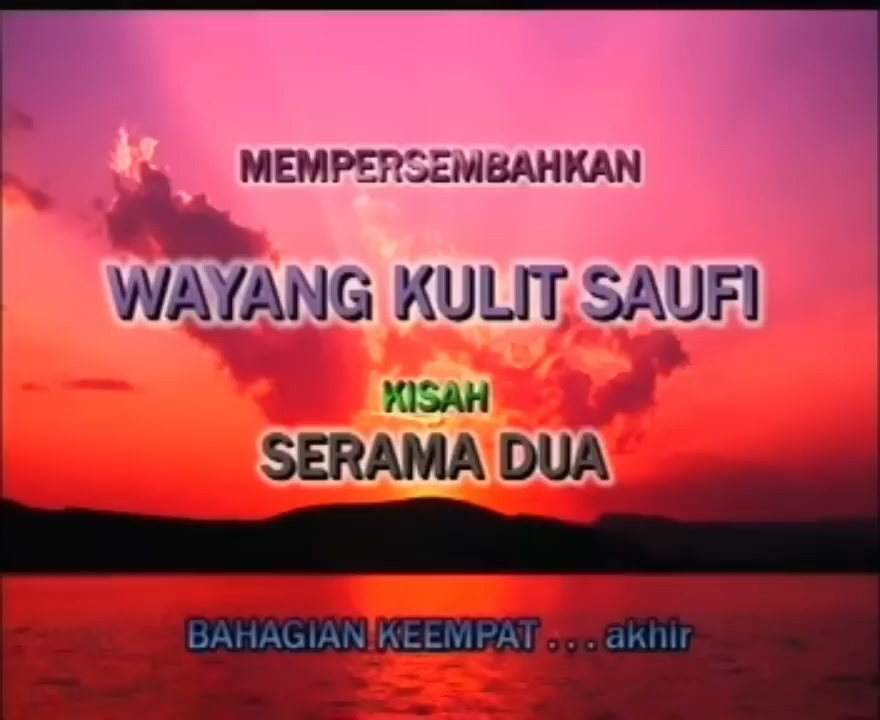 MEMPERSEMBAHKAN
WAYANG KULIT SAUFI
KISAH
SERAMA DUA
BAHAGIAN KEEMPAT . . . akhir